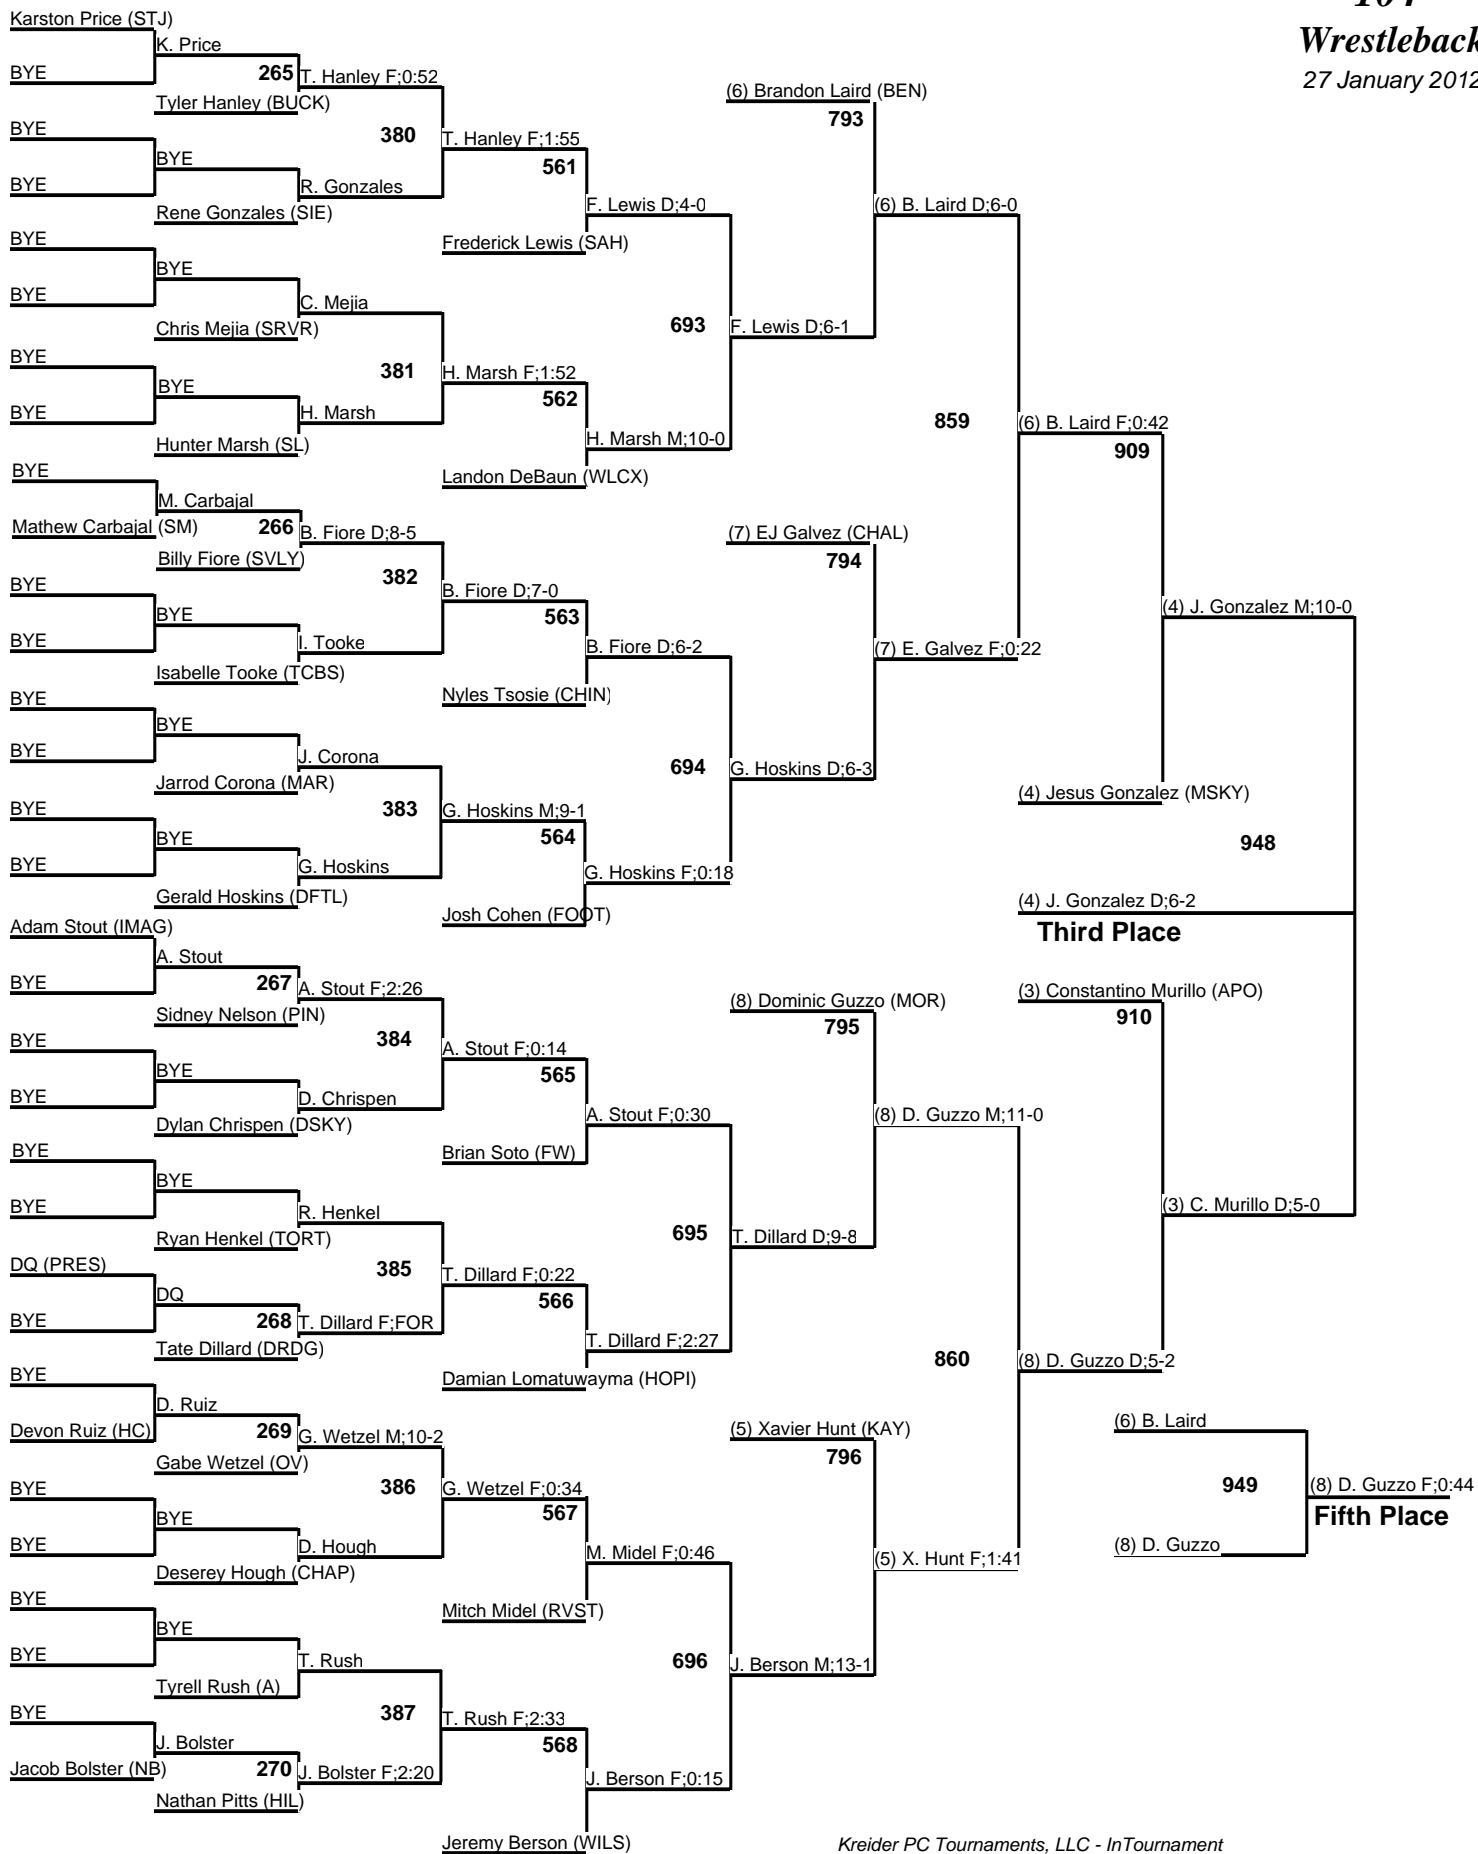 Wrestleback
27 January 2012
Karston Price (STJ)
K. Price
BYE
265
T. Hanley F;0:52
Tyler Hanley (BUCK)
(6) Brandon Laird (BEN)
793
BYE
380
T. Hanley F;1:55
BYE
561
BYE
R. Gonzales
Rene Gonzales (SIE)
F. Lewis D;4-0
(6) B. Laird D;6-0
BYE
Frederick Lewis (SAH)
BYE
BYE
C. Mejia
Chris Mejia (SRVR)
693
F. Lewis D;6-1
BYE
381
H. Marsh F;1:52
BYE
562
BYE
H. Marsh
859
(6) B. Laird F;0:42
Hunter Marsh (SL)
H. Marsh M;10-0
909
BYE
Landon DeBaun (WLCX)
M. Carbajal
Mathew Carbajal (SM)
266
B. Fiore D;8-5
(7) EJ Galvez (CHAL)
Billy Fiore (SVLY)
794
BYE
382
B. Fiore D;7-0
563
(4) J. Gonzalez M;10-0
BYE
BYE
I. Tooke
B. Fiore D;6-2
(7) E. Galvez F;0:22
Isabelle Tooke (TCBS)
BYE
Nyles Tsosie (CHIN)
BYE
BYE
J. Corona
694
G. Hoskins D;6-3
Jarrod Corona (MAR)
(4) Jesus Gonzalez (MSKY)
BYE
383
G. Hoskins M;9-1
BYE
564
948
BYE
G. Hoskins
G. Hoskins F;0:18
Gerald Hoskins (DFTL)
(4) J. Gonzalez D;6-2
Josh Cohen (FOOT)
Adam Stout (IMAG)
Third Place
A. Stout
BYE
267
A. Stout F;2:26
(3) Constantino Murillo (APO)
Sidney Nelson (PIN)
(8) Dominic Guzzo (MOR)
910
795
BYE
384
A. Stout F;0:14
BYE
565
BYE
D. Chrispen
Dylan Chrispen (DSKY)
A. Stout F;0:30
(8) D. Guzzo M;11-0
BYE
Brian Soto (FW)
BYE
BYE
R. Henkel
(3) C. Murillo D;5-0
Ryan Henkel (TORT)
695
T. Dillard D;9-8
DQ (PRES)
385
T. Dillard F;0:22
DQ
566
BYE
268
T. Dillard F;FOR
Tate Dillard (DRDG)
T. Dillard F;2:27
860
(8) D. Guzzo D;5-2
BYE
Damian Lomatuwayma (HOPI)
D. Ruiz
Devon Ruiz (HC)
269
G. Wetzel M;10-2
(5) Xavier Hunt (KAY)
(6) B. Laird
Gabe Wetzel (OV)
796
BYE
386
G. Wetzel F;0:34
949
(8) D. Guzzo F;0:44
567
Fifth Place
BYE
BYE
D. Hough
M. Midel F;0:46
(5) X. Hunt F;1:41
(8) D. Guzzo
Deserey Hough (CHAP)
BYE
Mitch Midel (RVST)
BYE
BYE
T. Rush
696
J. Berson M;13-1
Tyrell Rush (A)
BYE
387
T. Rush F;2:33
J. Bolster
568
Jacob Bolster (NB)
270
J. Bolster F;2:20
J. Berson F;0:15
Nathan Pitts (HIL)
Jeremy Berson (WILS)
Kreider PC Tournaments, LLC - InTournament